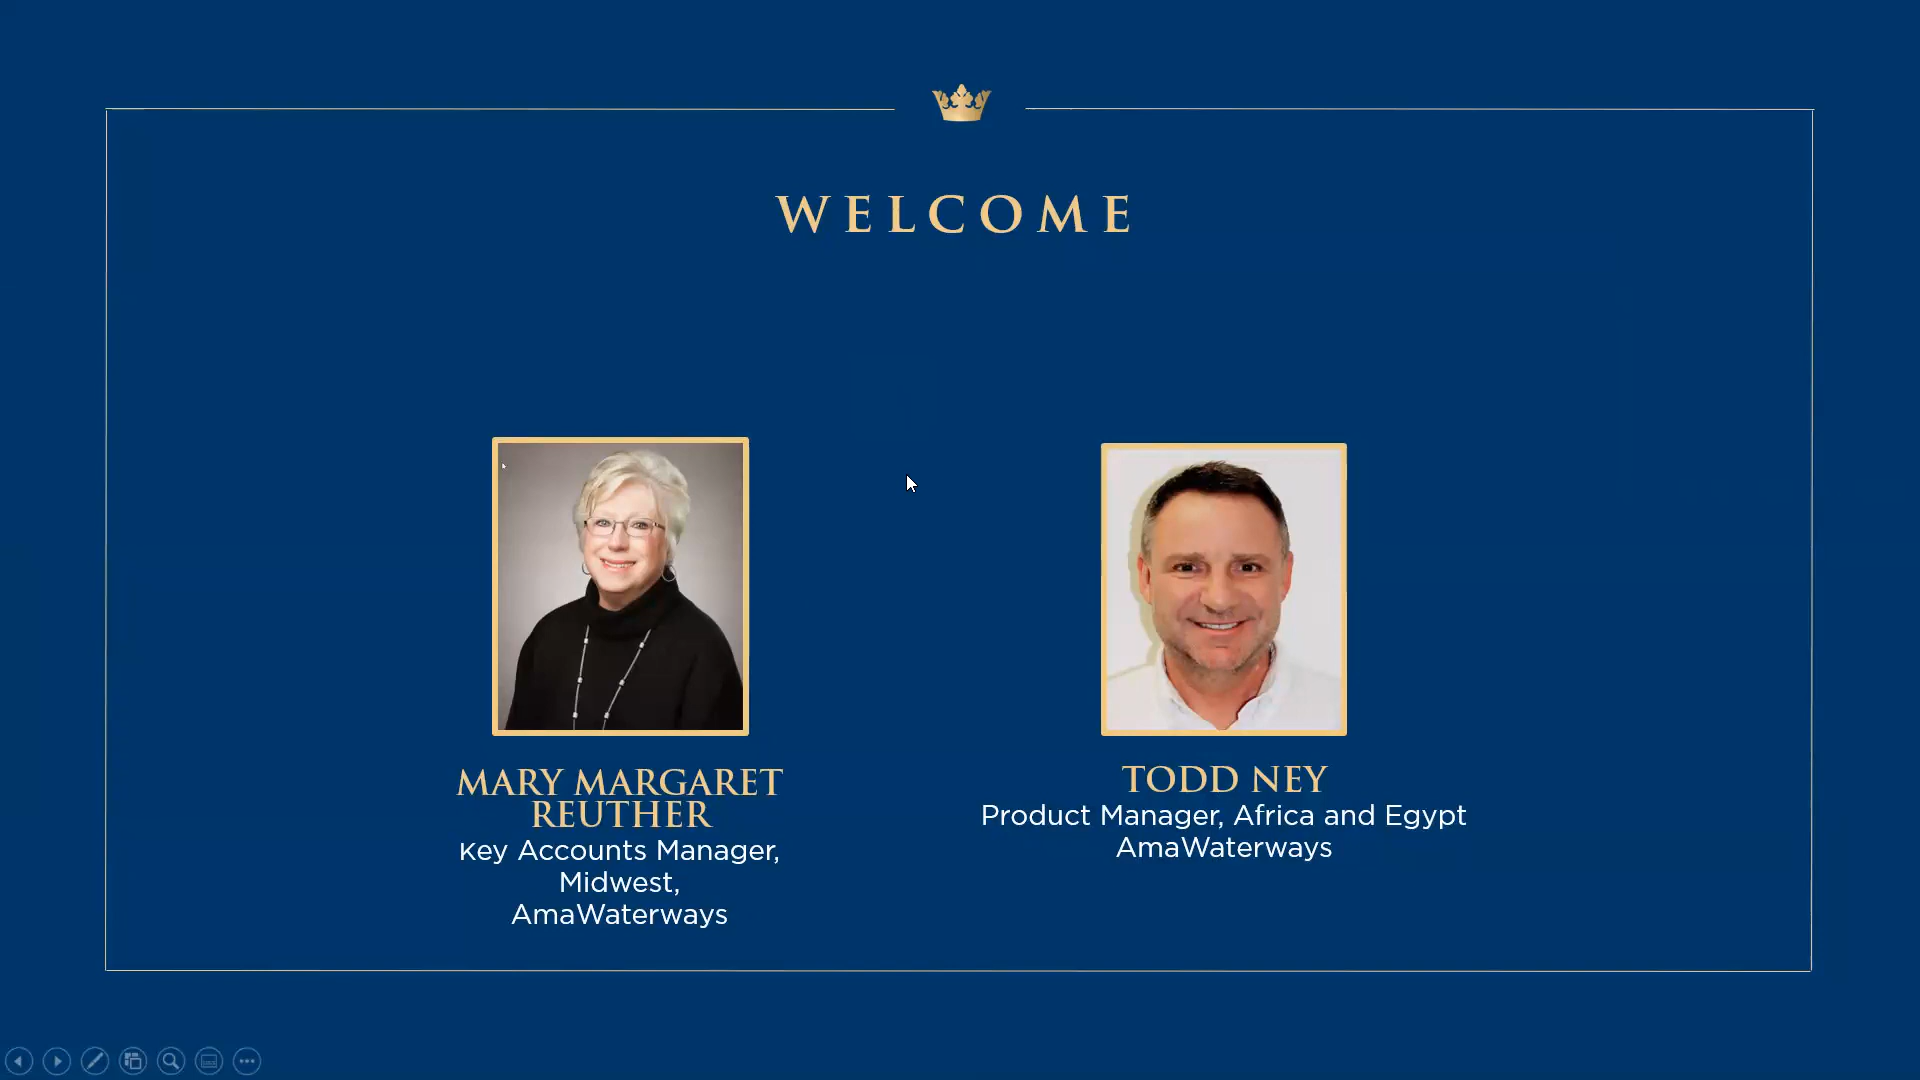 WELCOME
MARY MARGARET
REUTHER
Key Accounts Manager,
Midwest,
AmaWaterways
TODD NEY
Product Manager, Africa and Egypt
AmaWaterways